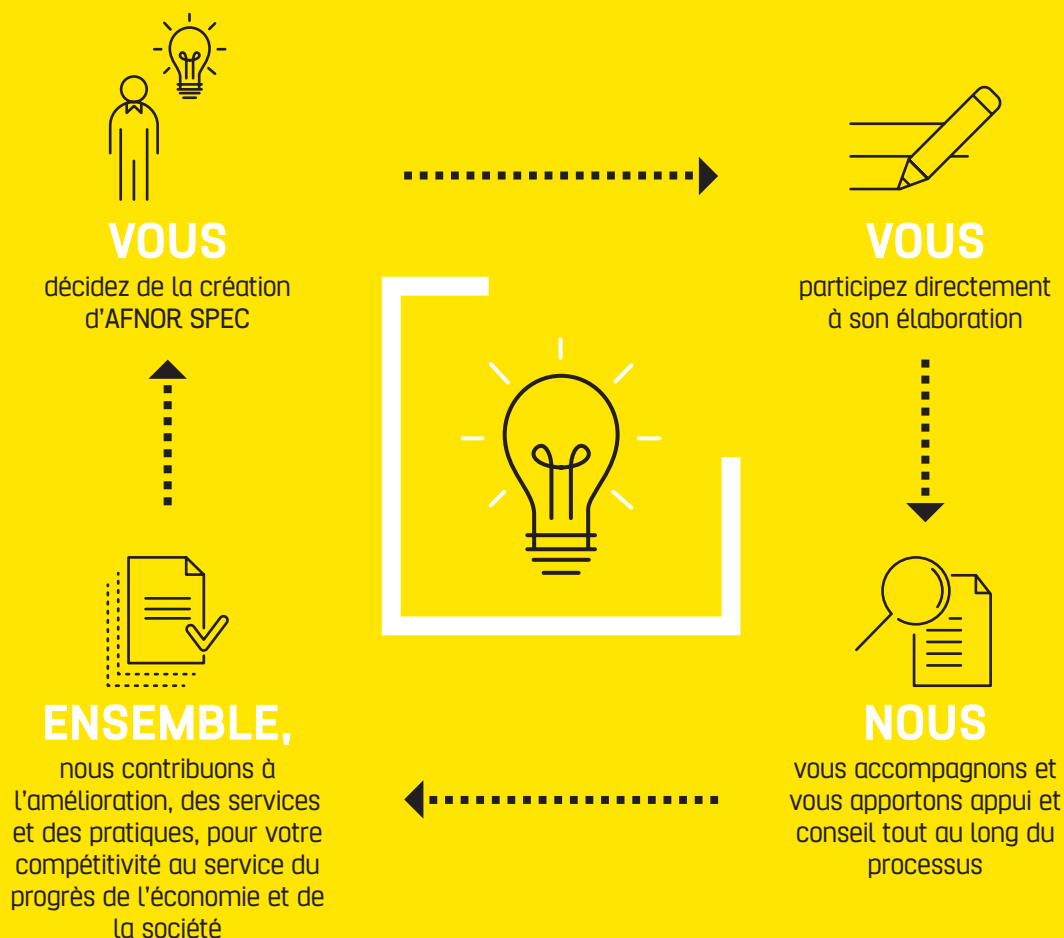 VOUS
décidez de la création
d'AFNOR SPEC
VOUS
participez directement
à son élaboration
NOUS
vous accompagnons et
vous apportons appui et
conseil tout au long du
processus
ENSEMBLE,
nous contribuons à
l'amélioration, des services
et des pratiques, pour votre
compétitivité au service du
progrès de l'économie et de
la société